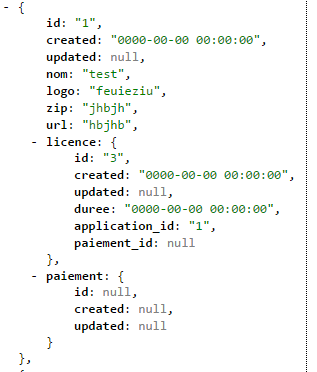 - {
id: "1",
created: "0000-00-00 00:00:00",
updated: null,
nom: "test",
logo: "feuieziu",
zip: "jhbjh",
url: "hbjhb",
- licence: {
id: "3",
created: "0000-00-00 00:00:00",
updated: null,
duree: "0000-00-00 00:00:00",
application_id: "1",
paiement_id: null
},
- paiement: {
id: null,
created: null,
updated: null
}
},